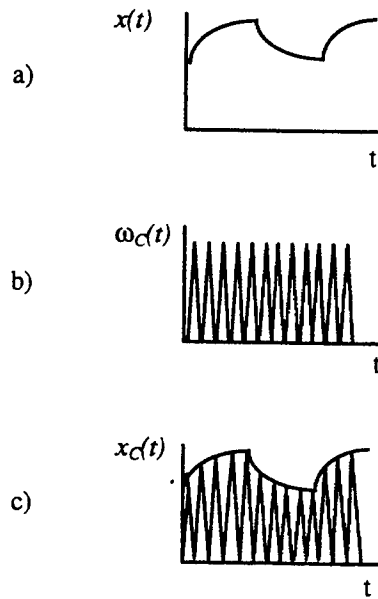 x(t)
a)
t
ω_C(t)
b)
t
x_C(t)
c)
t